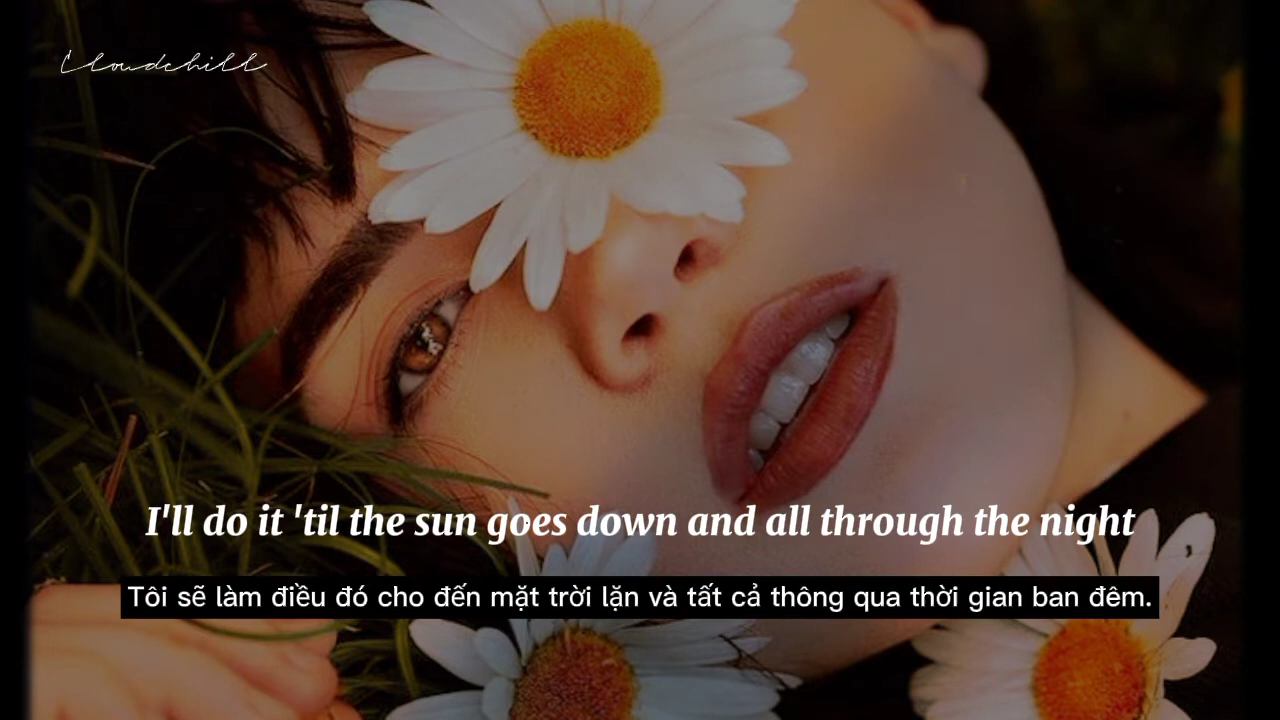 Cloudchill
I'll do it 'til the sun goes down and all through the night
Tôi sẽ làm điều đó cho đến mặt trời lặn và tất cả thông qua thời gian ban đêm.